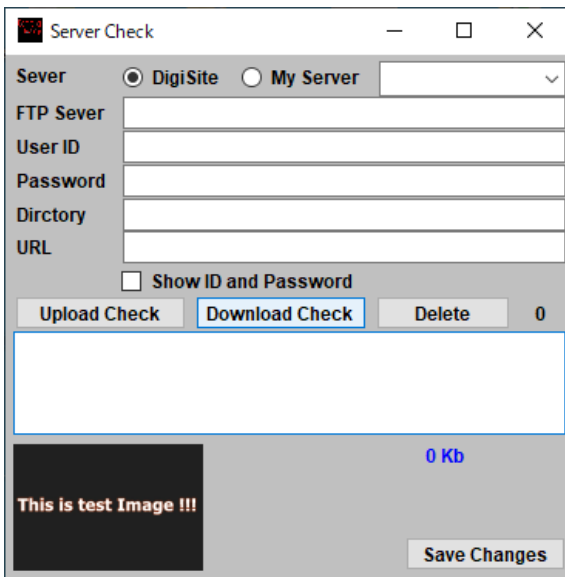 Server Check
Sever DigiSite My Server
FTP Sever
User ID
Password
Dirctory
URL
Show ID and Password
Upload Check Download Check Delete 0
0 Kb
This is test Image !!!
Save Changes